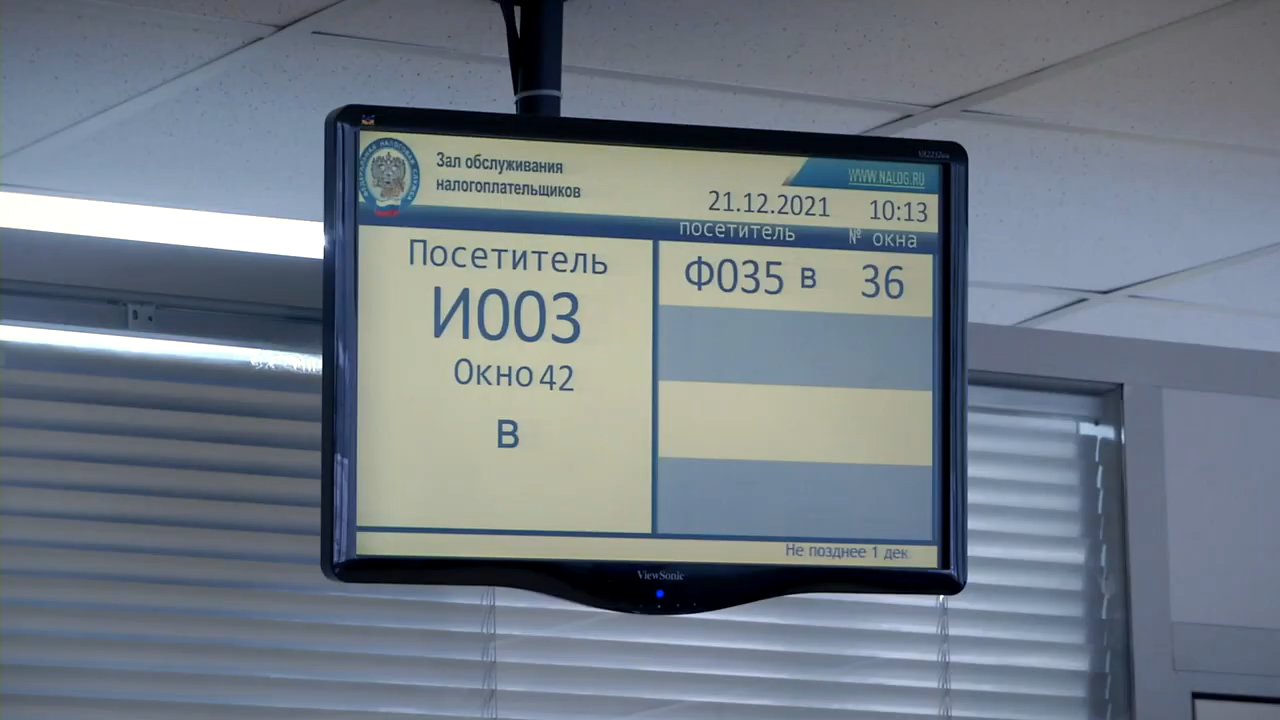 Зал обслуживания
налогоплательщиков
WWW.NALOG.RU
21.12.2021 10:13
посетитель № окна
Посетитель
И003
Окно 42
в
Ф035 в 36
Не позднее 1 дек
ViewSonic